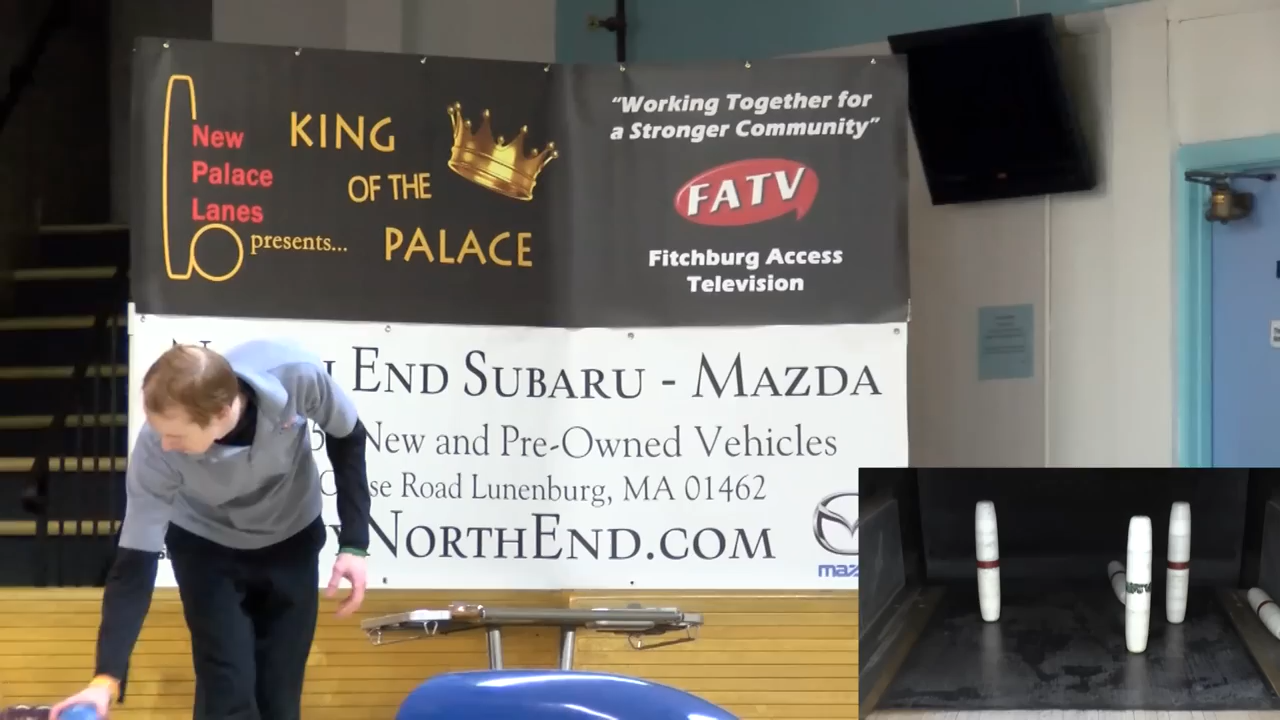 New
Palace
Lanes
presents...
KING
OF THE
PALACE
"Working Together for
a Stronger Community"
FATV
Fitchburg Access
Television
End Subaru - Mazda
New and Pre-Owned Vehicles
Road Lunenburg, MA 01462
NorthEnd.com